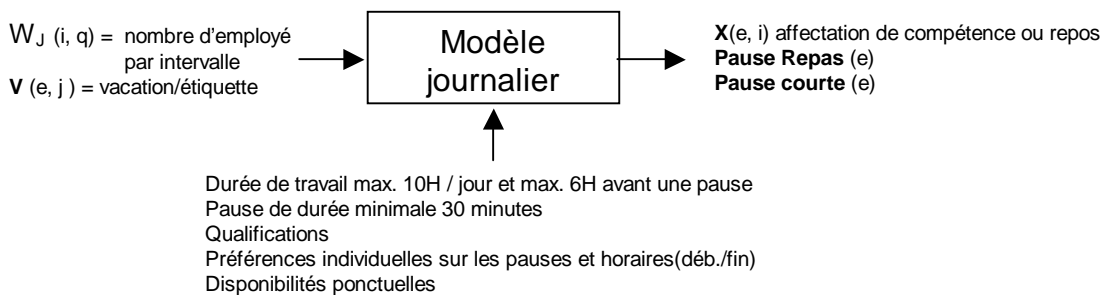 W J (i, q) = nombre d'employé
par intervalle
V (e, j ) = vacation/étiquette
Modèle
journalier
X(e, i) affectation de compétence ou repos
Pause Repas (e)
Pause courte (e)
Durée de travail max. 10H / jour et max. 6H avant une pause
Pause de durée minimale 30 minutes
Qualifications
Préférences individuelles sur les pauses et horaires(déb./fin)
Disponibilités ponctuelles